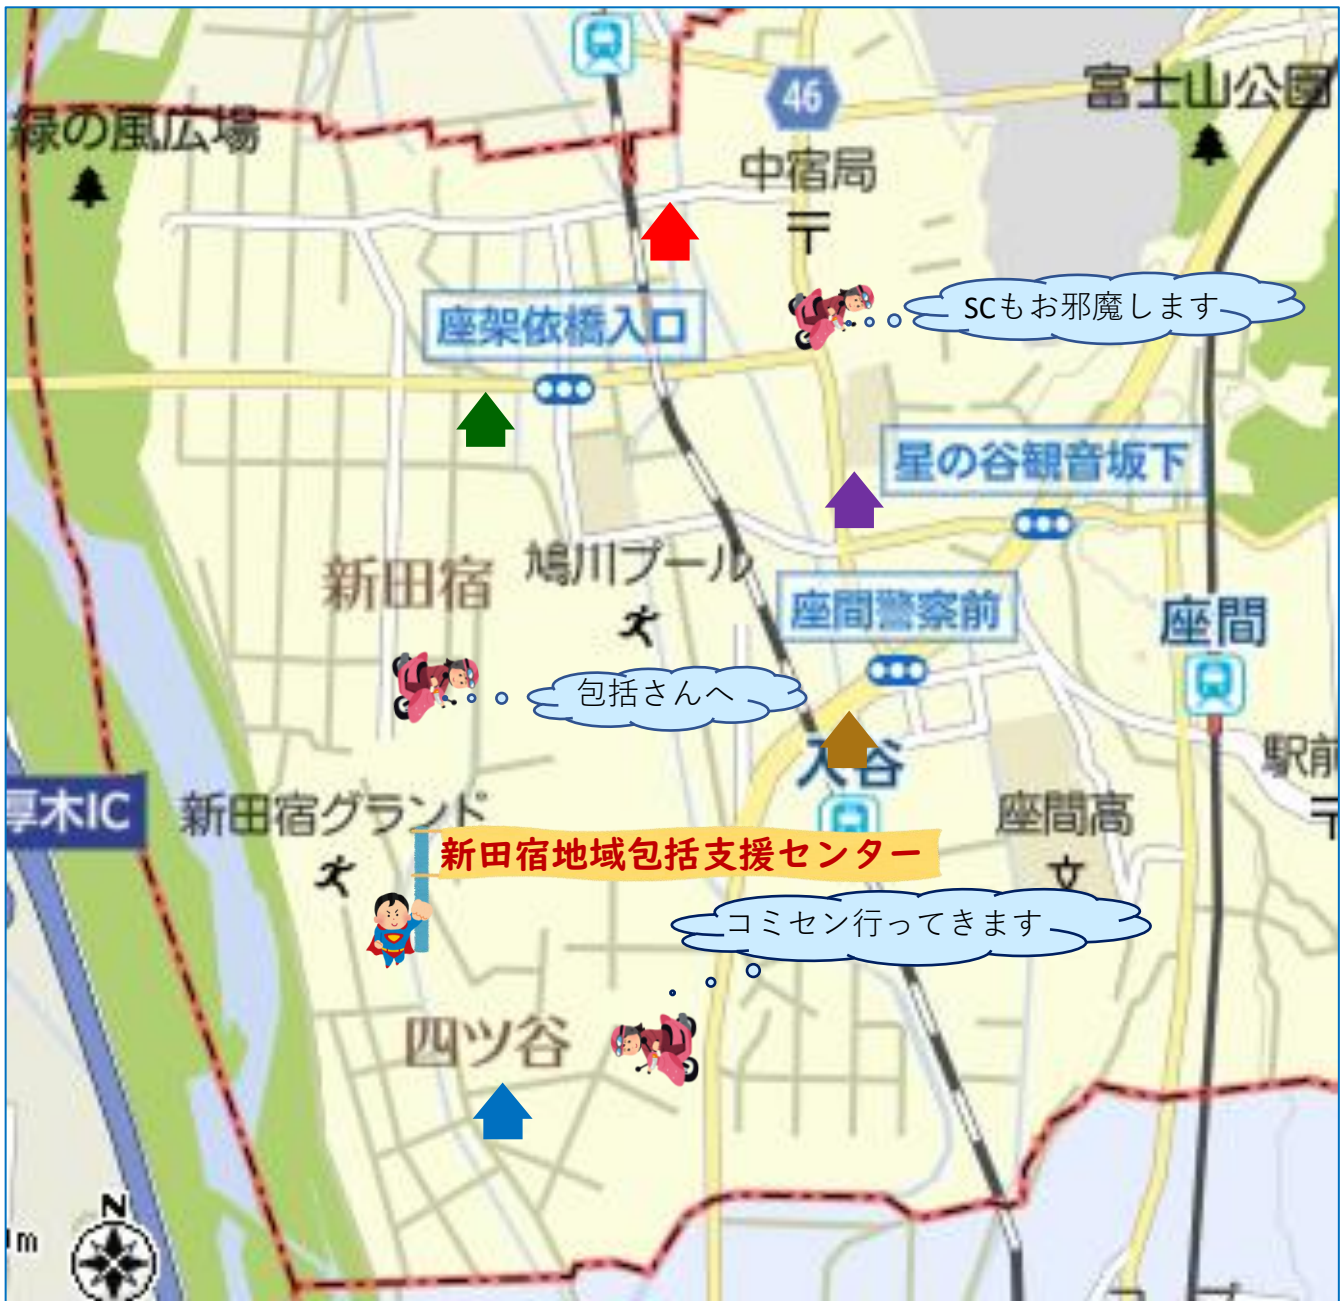 46
富士山公園
緑の風広場
中宿局
SCもお邪魔します
座架依橋入口
星の谷観音坂下
鳩川プール
新田宿
座間警察前
座間
包括さんへ
駅前
入谷
厚木IC
新田宿グランド
座間高
文
新田宿地域包括支援センター
コミセン行ってきます
四ツ谷
N
m